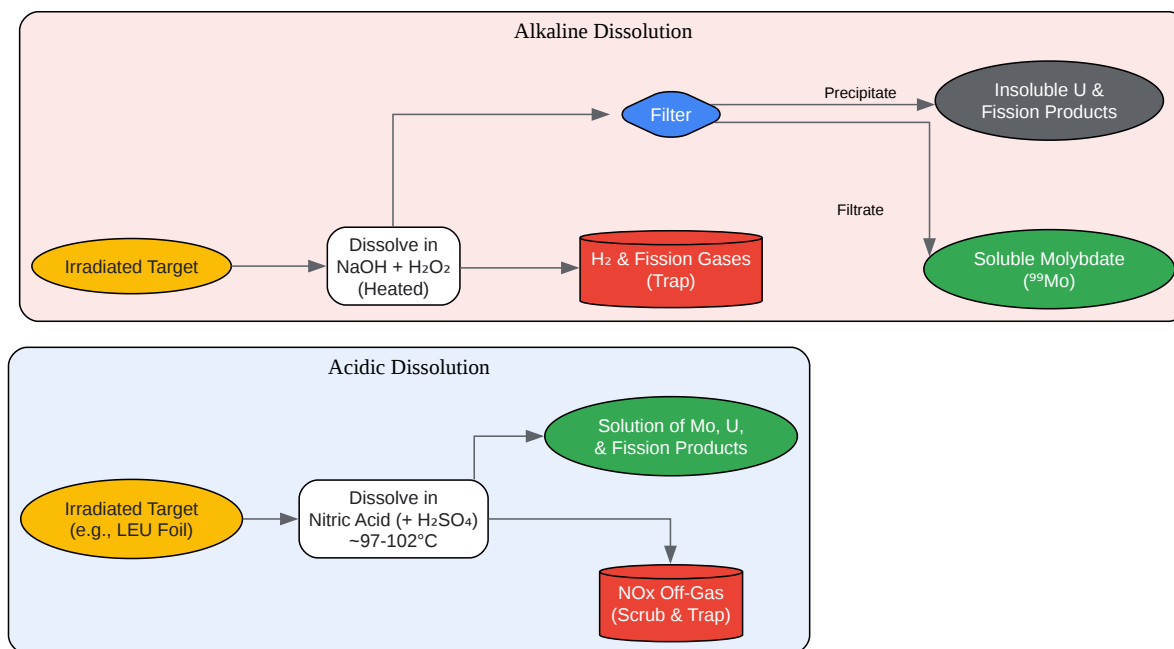 Alkaline Dissolution
Precipitate
Filter
Insoluble U &
Fission Products
Filtrate
Irradiated Target
Dissolve in
NaOH + H₂O₂
(Heated)
H₂ & Fission Gases
(Trap)
Soluble Molybdate
(⁹⁹Mo)
Acidic Dissolution
Solution of Mo, U,
& Fission Products
Irradiated Target
(e.g., LEU Foil)
Dissolve in
Nitric Acid (+ H₂SO₄)
~97-102°C
NOx Off-Gas
(Scrub & Trap)